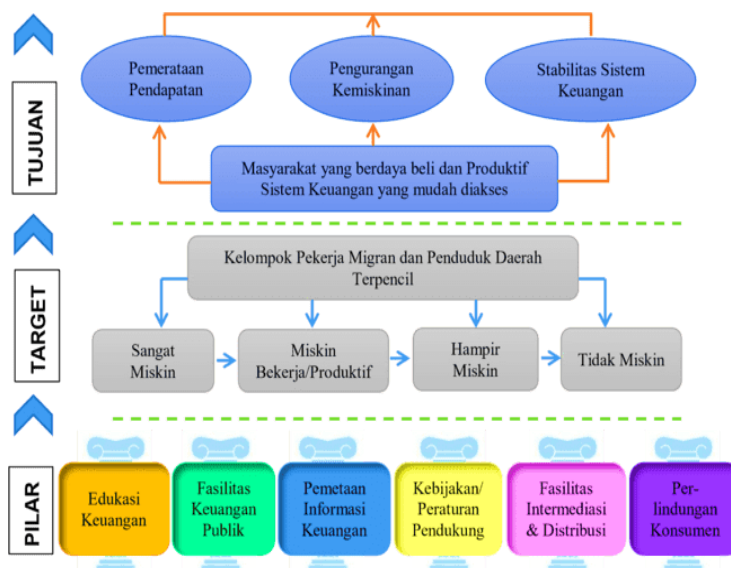 TUJUAN
Pemerataan
Pendapatan
Pengurangan
Kemiskinan
Stabilitas Sistem
Keuangan
Masyarakat yang berdaya beli dan Produktif
Sistem Keuangan yang mudah diakses
TARGET
Kelompok Pekerja Migran dan Penduduk Daerah
Terpencil
Sangat
Miskin
Miskin
Bekerja/Produktif
Hampir
Miskin
Tidak Miskin
PILAR
Edukasi
Keuangan
Fasilitas
Keuangan
Publik
Pemetaan
Informasi
Keuangan
Kebijakan/
Peraturan
Pendukung
Fasilitas
Intermediasi
& Distribusi
Per-
lindungan
Konsumen